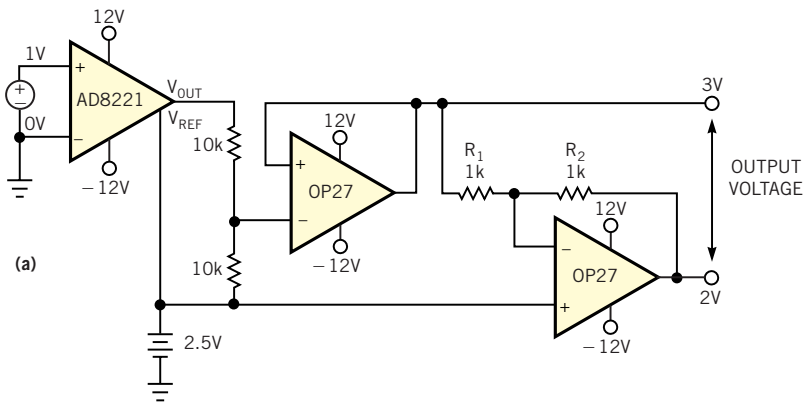 12V
1V
+
AD8221
V_OUT
+
−
0V
−
V_REF
−12V
10k
12V
+
OP27
−
−12V
10k
3V
R₁
1k
R₂
1k
OUTPUT
VOLTAGE
12V
−
OP27
+
2V
−12V
(a)
2.5V